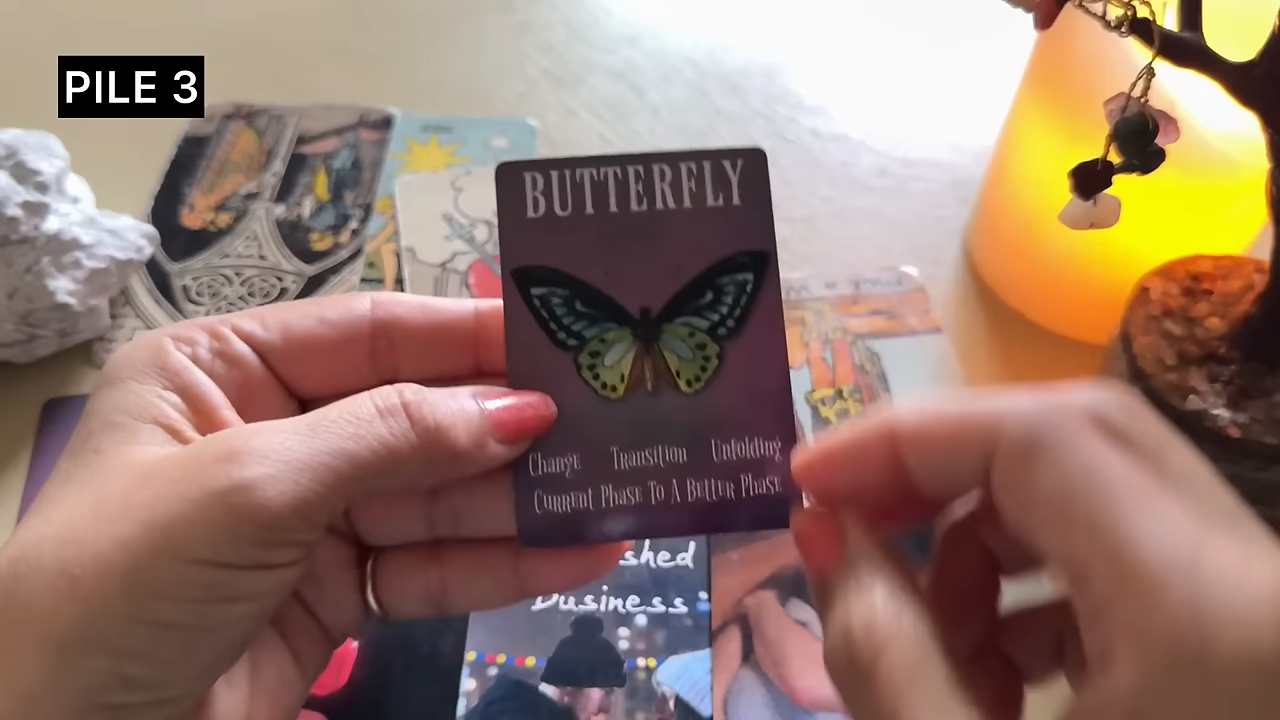 PILE 3
BUTTERFLY
Change Transition Unfolding
Current Phase To A Better Phase
shed
Business